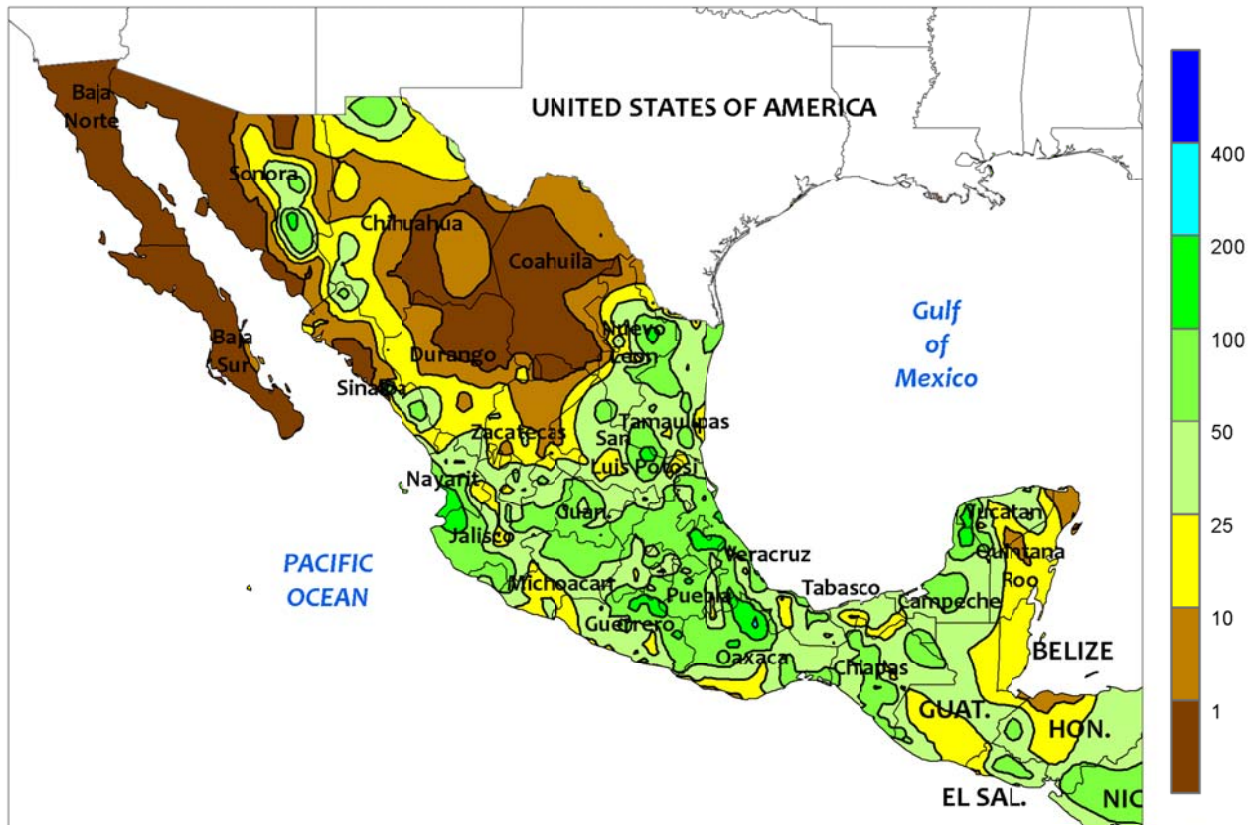 Baja
Norte
UNITED STATES OF AMERICA
400
Sonora
Chihuahua
Coahuila
200
Gulf
of
Mexico
Nuevo
Leon
Baja
Sur
Durango
100
Sinaloa
Tamaulipas
Zacatecas
San
Luis Potosi
50
Nayarit
Guan.
Jalisco
Yucatan
Quintana
Roo
25
PACIFIC
OCEAN
Veracruz
Michoacan
Puebla
Tabasco
Campeche
10
Guerrero
Oaxaca
Chiapas
BELIZE
GUAT.
HON.
1
EL SAL.
NIC